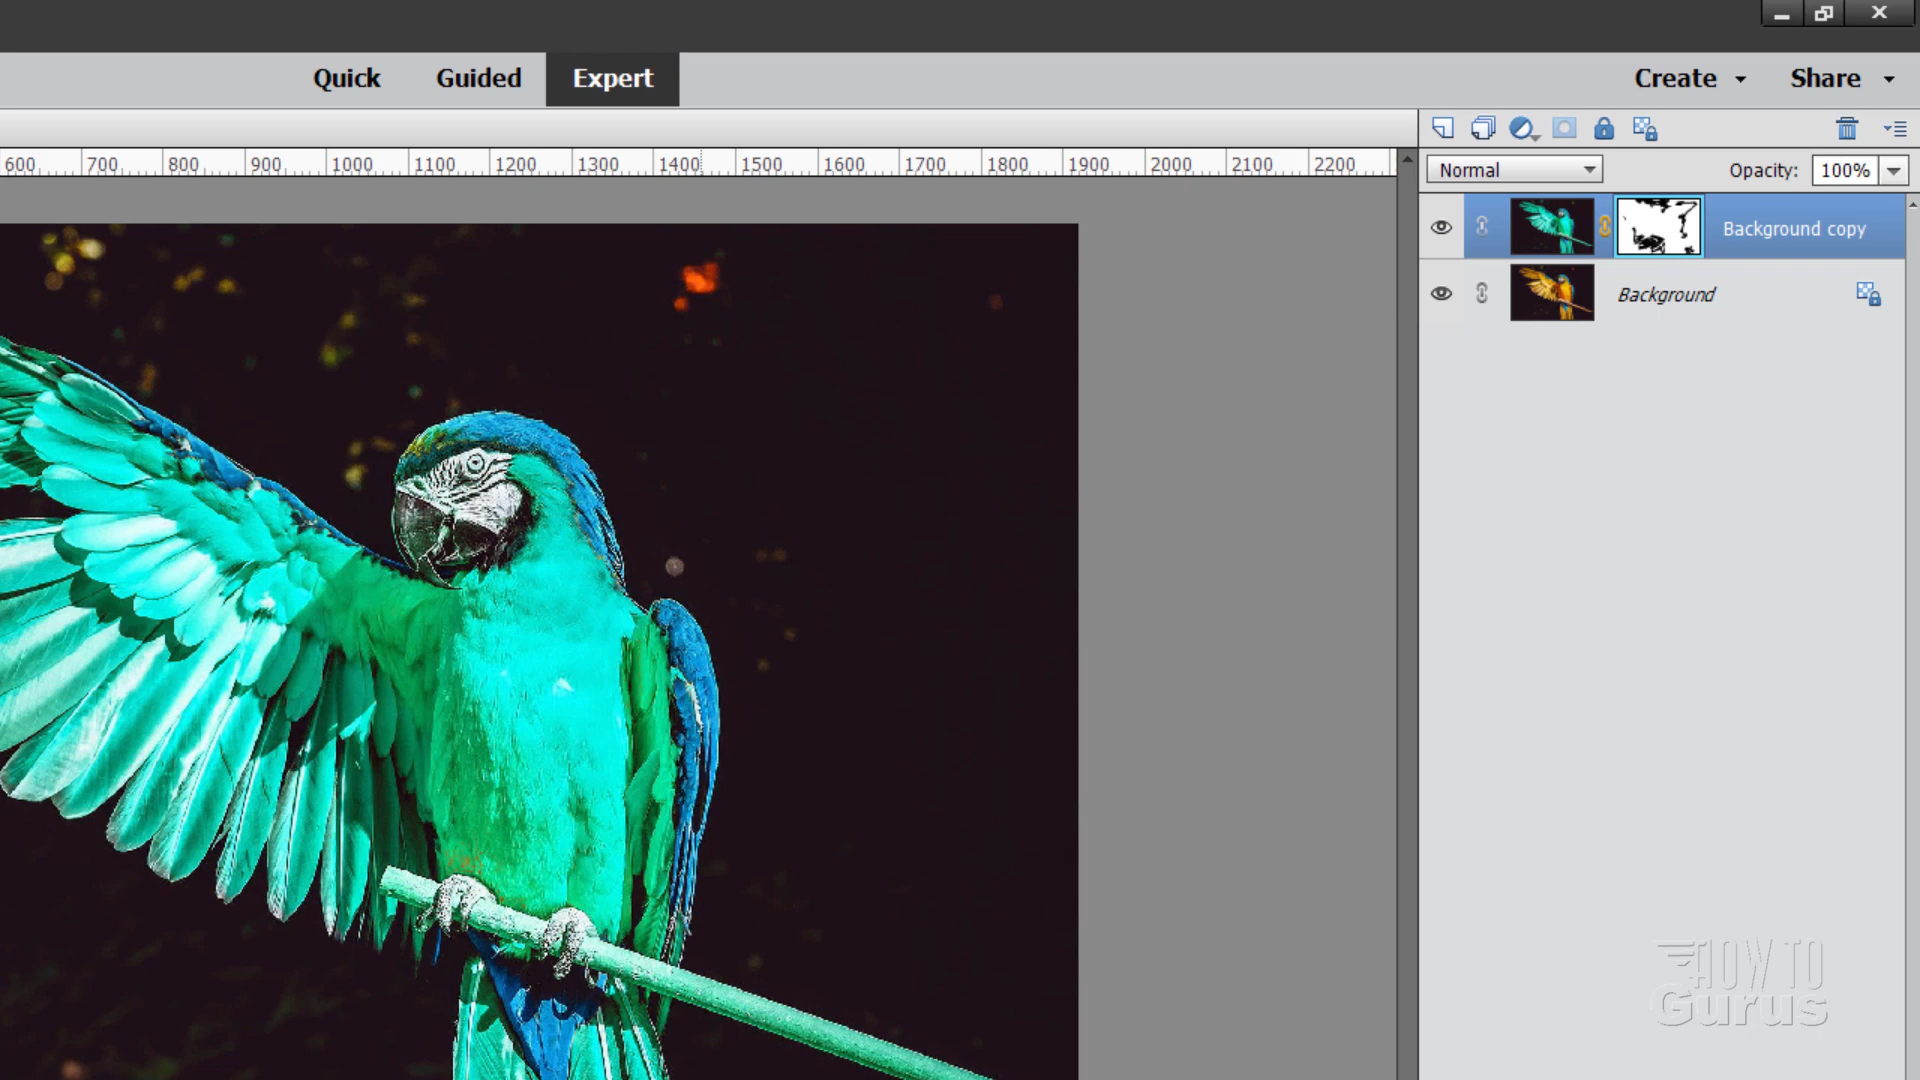 Quick Guided Expert Create Share
600 700 800 900 1000 1100 1200 1300 1400 1500 1600 1700 1800 1900 2000 2100 2200
Normal Opacity: 100%
Background copy
Background
HOW TO
Gurus